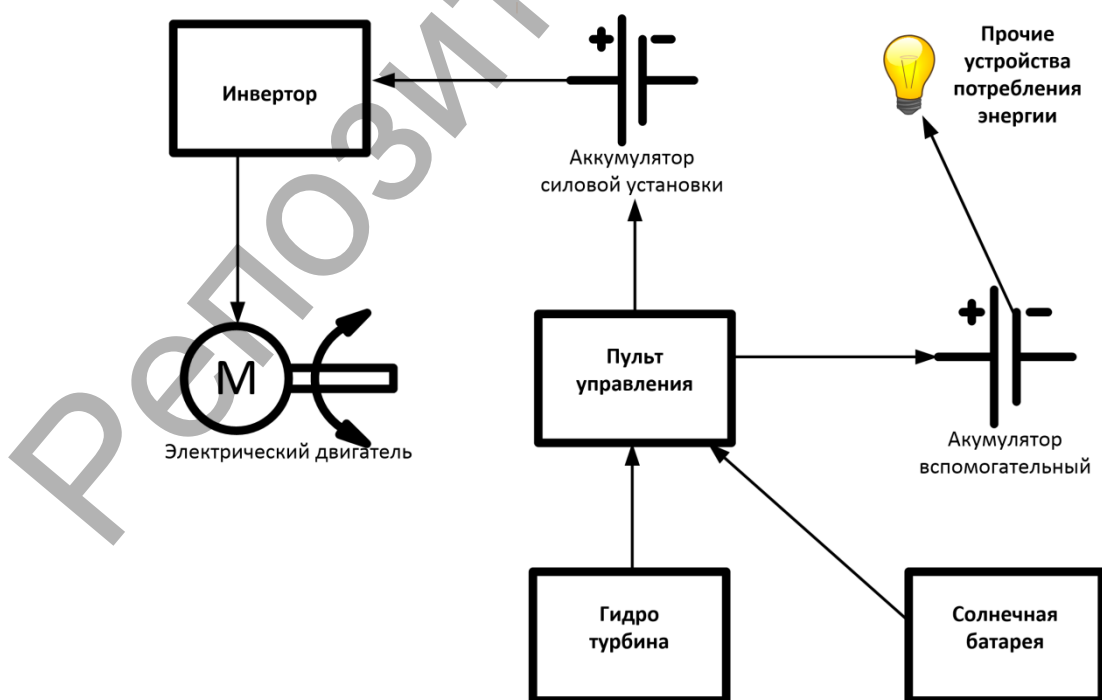 Инвертор
+ -
Аккумулятор
силовой установки
Прочие
устройства
потребления
энергии
M
Электрический двигатель
Пульт
управления
+ -
Акумулятор
вспомогательный
Гидро
турбина
Солнечная
батарея
Репозит